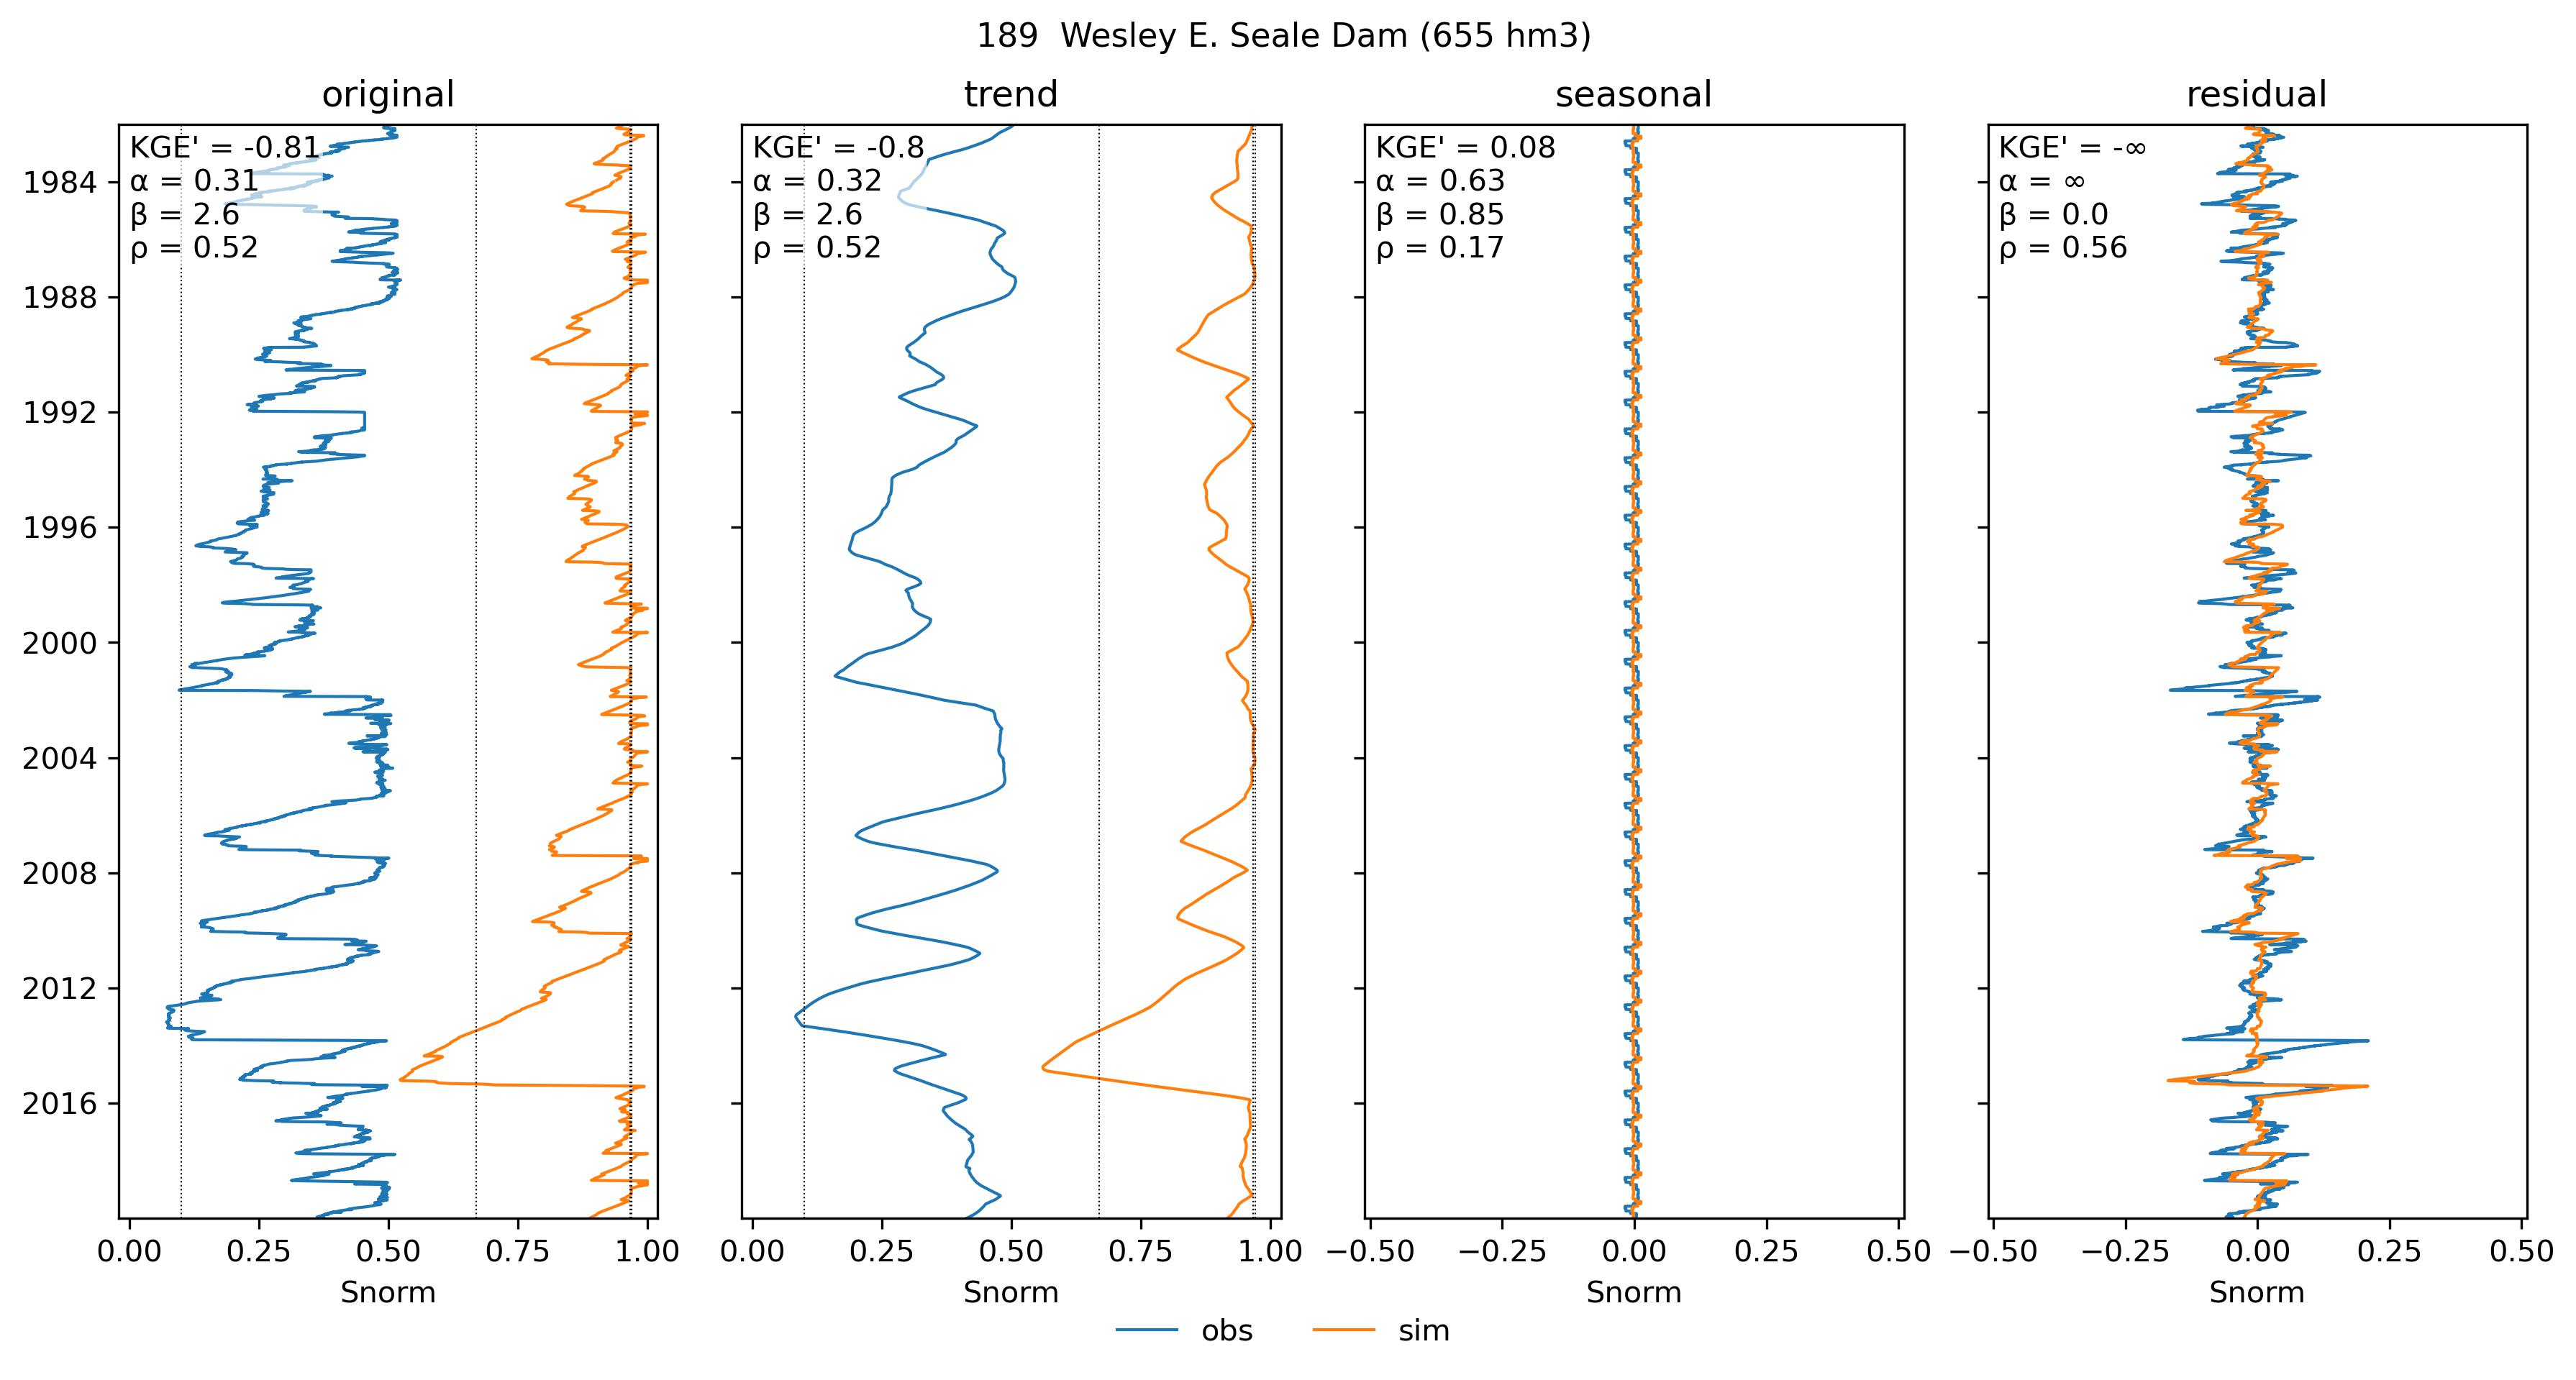 189  Wesley E. Seale Dam (655 hm3)
original
trend
seasonal
residual
KGE' = -0.81
α = 0.31
β = 2.6
ρ = 0.52
KGE' = -0.8
α = 0.32
β = 2.6
ρ = 0.52
KGE' = 0.08
α = 0.63
β = 0.85
ρ = 0.17
KGE' = -∞
α = ∞
β = 0.0
ρ = 0.56
1984
1988
1992
1996
2000
2004
2008
2012
2016
0.00 0.25 0.50 0.75 1.00
0.00 0.25 0.50 0.75 1.00
−0.50 −0.25 0.00 0.25 0.50
−0.50 −0.25 0.00 0.25 0.50
Snorm
Snorm
Snorm
Snorm
obs
sim